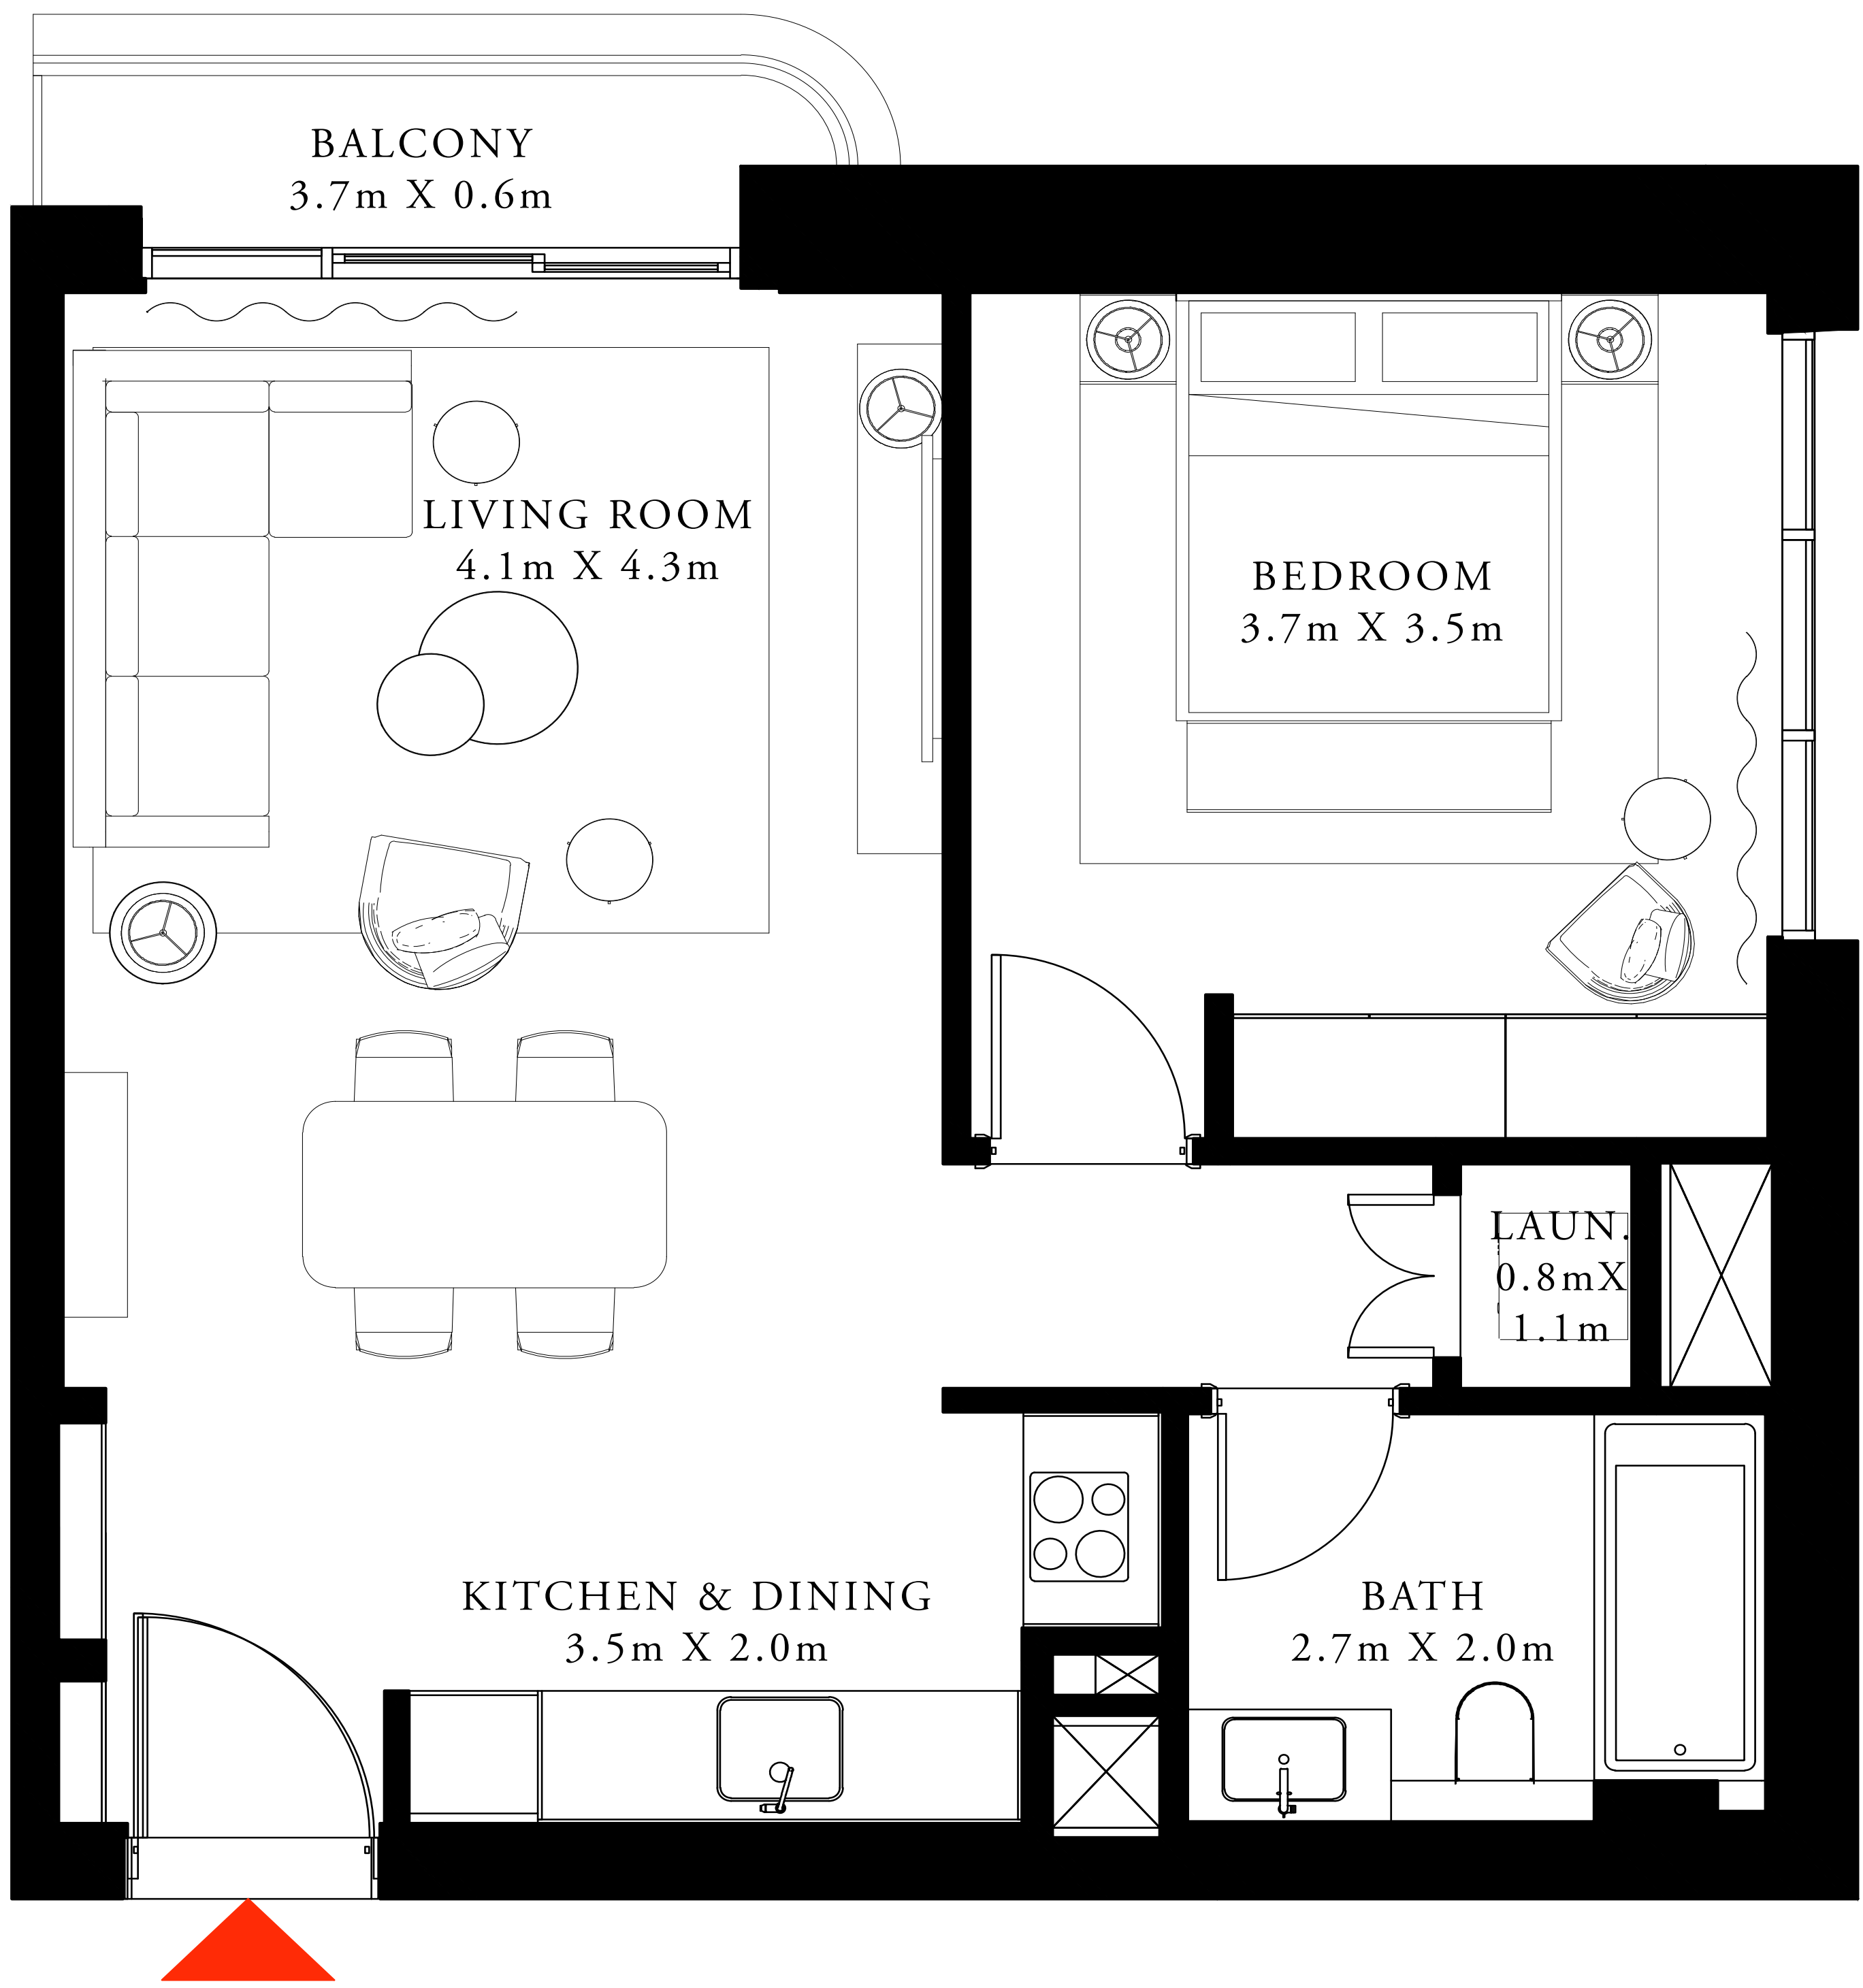 BALCONY
3.7m X 0.6m
LIVING ROOM
4.1m X 4.3m
BEDROOM
3.7m X 3.5m
LAUN.
0.8mX
1.1m
KITCHEN & DINING
3.5m X 2.0m
BATH
2.7m X 2.0m